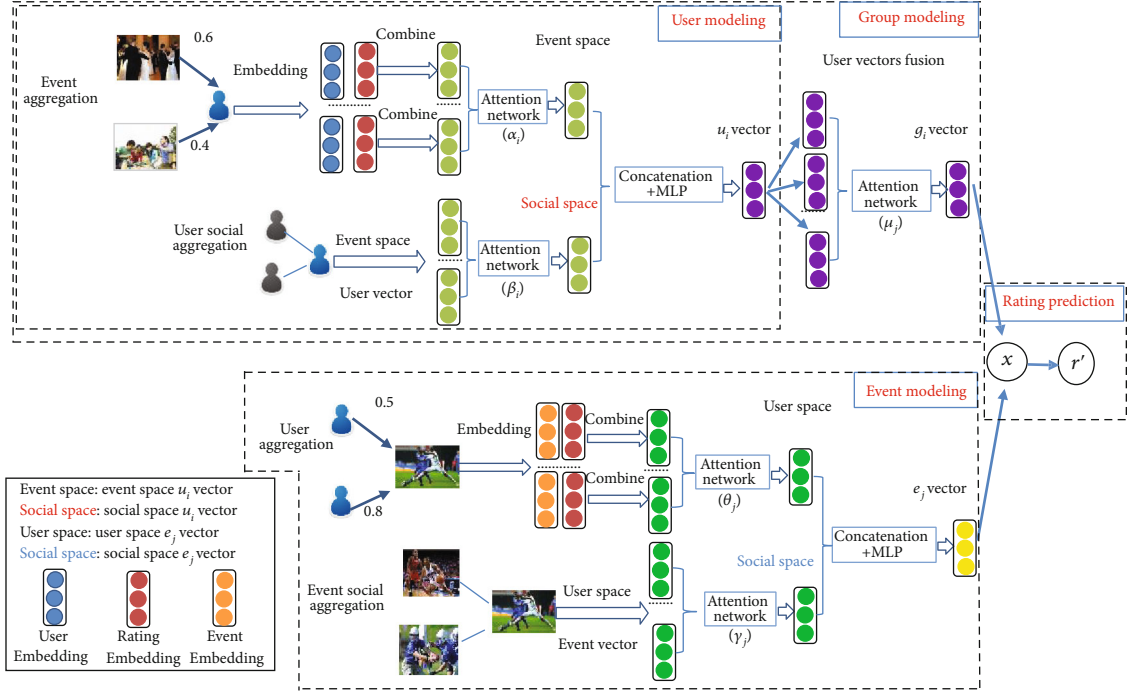 User modeling
Group modeling
0.6
Combine
Event space
User vectors fusion
Event
aggregation
Embedding
Combine
Attention
network
(α_i)
0.4
u_i vector
g_i vector
Concatenation
+MLP
Attention
network
(μ_j)
Social space
User social
aggregation
Event space
User vector
Attention
network
(β_i)
Rating prediction
x
r′
Event modeling
0.5
User
aggregation
Embedding
Combine
User space
Combine
Attention
network
(θ_j)
0.8
e_j vector
Concatenation
+MLP
Social space
Event social
aggregation
User space
Event vector
Attention
network
(γ_j)
Event space: event space u_i vector
Social space: social space u_i vector
User space: user space e_j vector
Social space: social space e_j vector
User
Embedding
Rating
Embedding
Event
Embedding